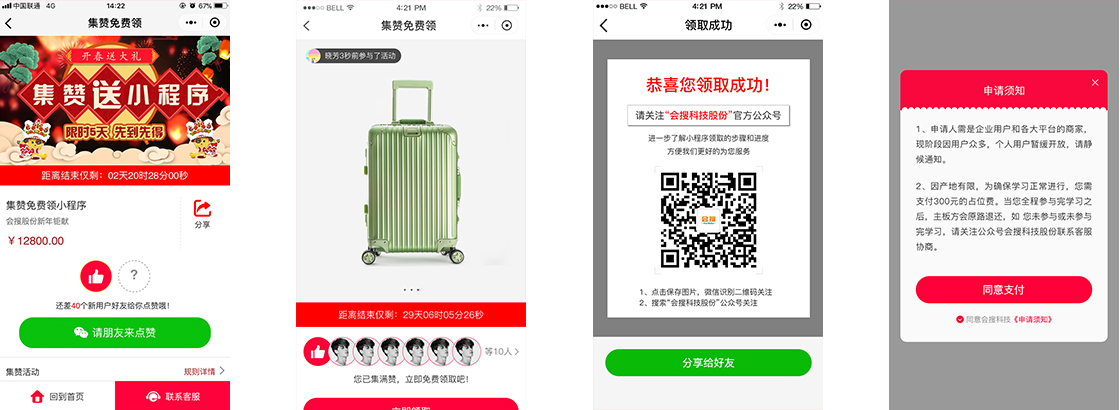 中国联通 4G
14:22
67%
集赞免费领
开春送大礼
集赞送小程序
限时5天 先到先得
距离结束仅剩：02天20时28分00秒
集赞免费领小程序
会搜股份新年钜献
￥12800.00
分享
?
还差40个新用户好友给你点赞哦！
请朋友来点赞
集赞活动
规则详情
回到首页
联系客服
BELL
4:21 PM
22%
集赞免费领
晓芳3秒前参与了活动
距离结束仅剩：29天06时05分26秒
等10人
您已集满赞，立即免费领取吧！
立即领取
BELL
4:21 PM
22%
领取成功
恭喜您领取成功！
请关注“会搜科技股份”官方公众号
进一步了解小程序领取的步骤和进度
方便我们更好的为您服务
会搜
1、点击保存图片，微信识别二维码关注
2、搜索“会搜科技股份”公众号关注
分享给好友
申请须知
1、申请人需是企业用户和各大平台的商家，
现阶段因用户众多，个人用户暂缓开放，请静
候通知。
2、因产地有限，为确保学习正常进行，您需
支付300元的占位费。当您全程参与完学习之
后，主板方会原路退还，如 您未参与或未参与
完学习，请关注公众号会搜科技股份联系客服
协商。
同意支付
同意会搜科技《申请须知》